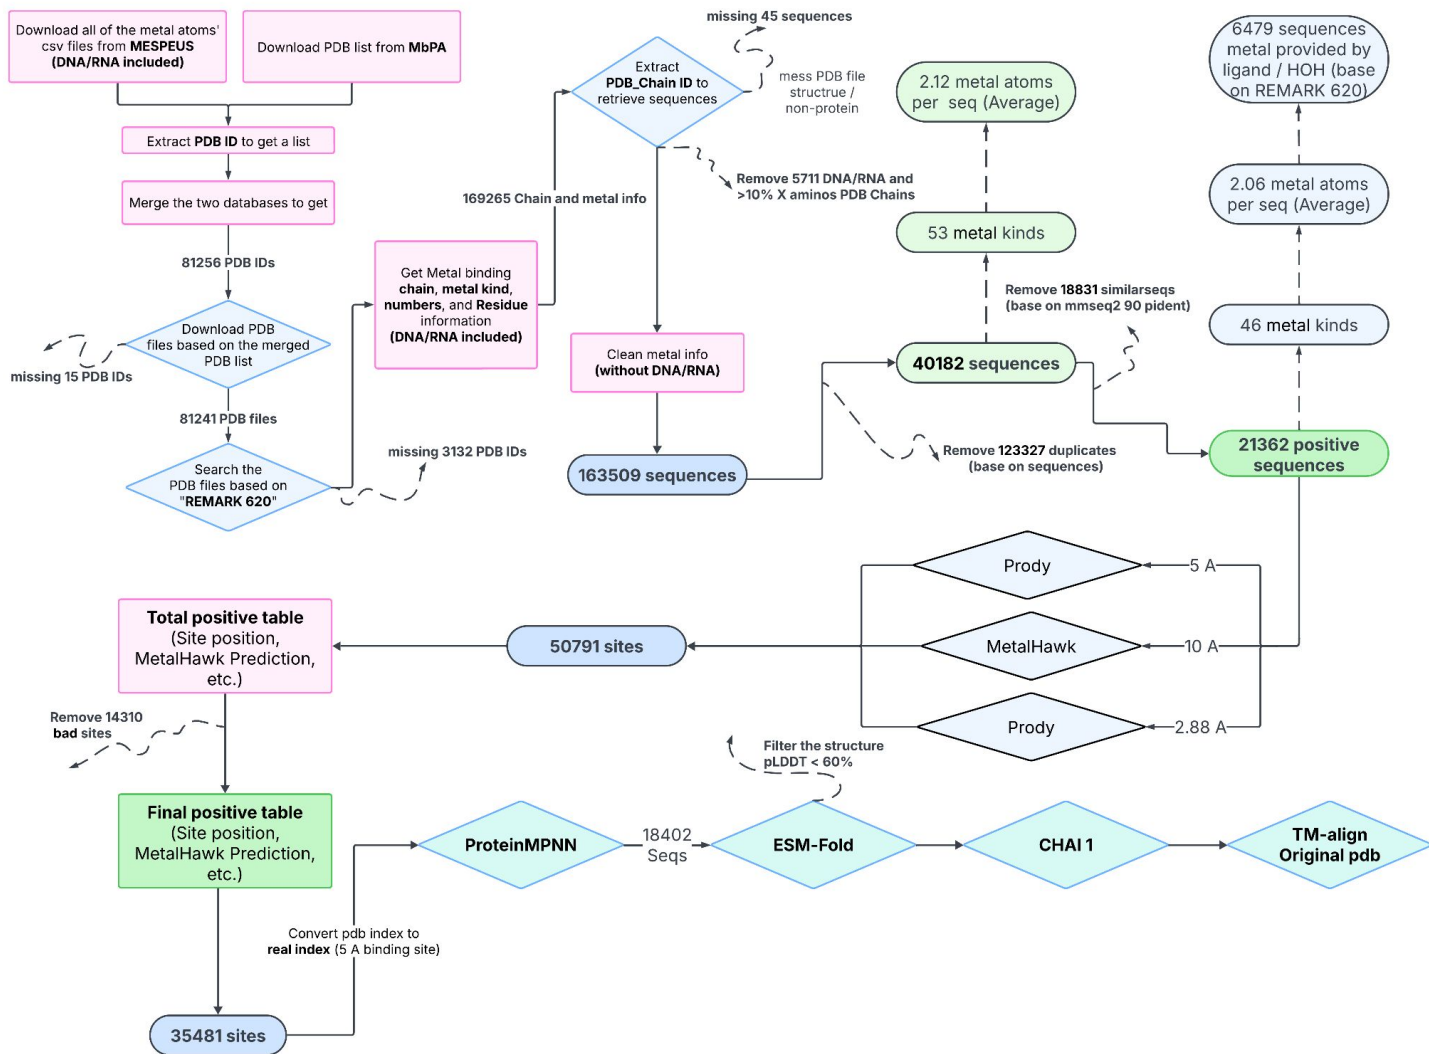 Download all of the metal atoms'
csv files from MESPEUS
(DNA/RNA included)
Download PDB list from MbPA
Extract PDB ID to get a list
Merge the two databases to get
81256 PDB IDs
Download PDB
files based on the merged
PDB list
missing 15 PDB IDs
81241 PDB files
Search the
PDB files based on
"REMARK 620"
missing 3132 PDB IDs
Get Metal binding
chain, metal kind,
numbers, and Residue
information
(DNA/RNA included)
169265 Chain and metal info
Extract
PDB_Chain ID to
retrieve sequences
missing 45 sequences
mess PDB file
structrue /
non-protein
Remove 5711 DNA/RNA and
>10% X aminos PDB Chains
Clean metal info
(without DNA/RNA)
163509 sequences
Remove 123327 duplicates
(base on sequences)
40182 sequences
53 metal kinds
2.12 metal atoms
per seq (Average)
Remove 18831 similarseqs
(base on mmseq2 90 pident)
21362 positive
sequences
46 metal kinds
2.06 metal atoms
per seq (Average)
6479 sequences
metal provided by
ligand / HOH (base
on REMARK 620)
5 A
10 A
2.88 A
Prody
MetalHawk
Prody
50791 sites
Total positive table
(Site position,
MetalHawk Prediction,
etc.)
Remove 14310
bad sites
Final positive table
(Site position,
MetalHawk Prediction,
etc.)
35481 sites
Convert pdb index to
real index (5 A binding site)
ProteinMPNN
18402
Seqs
ESM-Fold
Filter the structure
pLDDT < 60%
CHAI 1
TM-align
Original pdb